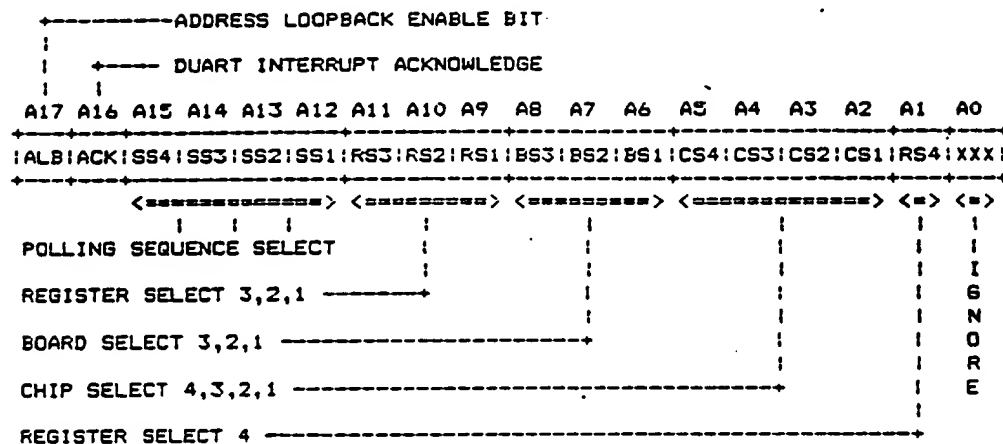 +---------ADDRESS LOOPBACK ENABLE BIT
+----- DUART INTERRUPT ACKNOWLEDGE
A17 A16 A15 A14 A13 A12 A11 A10 A9 A8 A7 A6 A5 A4 A3 A2 A1 A0
|ALB|ACK|SS4|SS3|SS2|SS1|RS3|RS2|RS1|BS3|BS2|BS1|CS4|CS3|CS2|CS1|RS4|XXX|
<=============> <=========> <=========> <=============> <=> <=>
POLLING SEQUENCE SELECT
REGISTER SELECT 3,2,1 ----------+
BOARD SELECT 3,2,1 ----------------------------+
CHIP SELECT 4,3,2,1 ---------------------------------------------+
REGISTER SELECT 4 ----------------------------------------------------------+
IGNORE